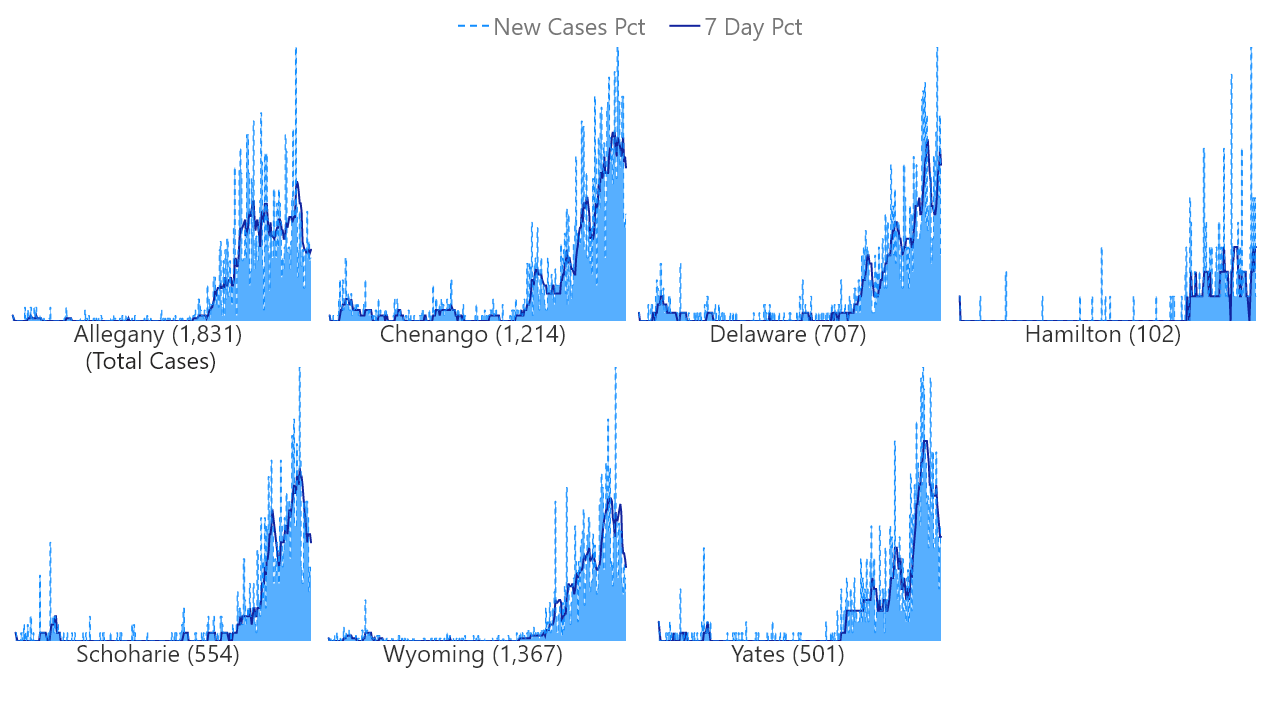 New Cases Pct 7 Day Pct
Allegany (1,831) Chenango (1,214) Delaware (707) Hamilton (102)
(Total Cases)
Schoharie (554) Wyoming (1,367) Yates (501)